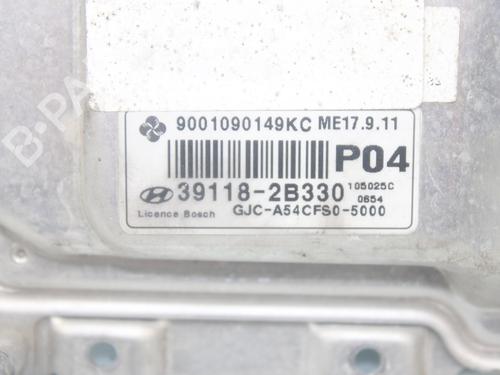 9001090149KC ME17.9.11
P04
39118-2B330 105025C
0654
Licence Bosch GJC-A54CFS0-5000
B-PA